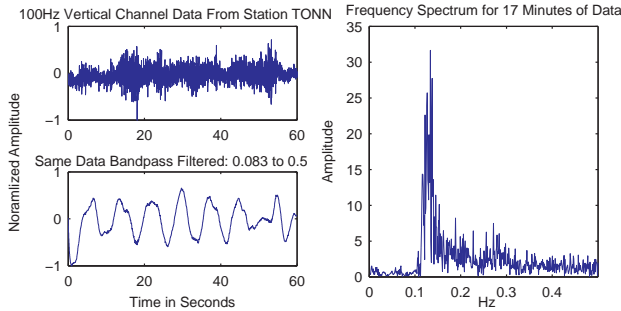 100Hz Vertical Channel Data From Station TONN
1
0
−1
0 20 40 60
Noramlized Amplitude
Same Data Bandpass Filtered: 0.083 to 0.5
1
0
−1
0 20 40 60
Time in Seconds
Frequency Spectrum for 17 Minutes of Data
35
30
25
20
15
10
5
0
Amplitude
0 0.1 0.2 0.3 0.4
Hz